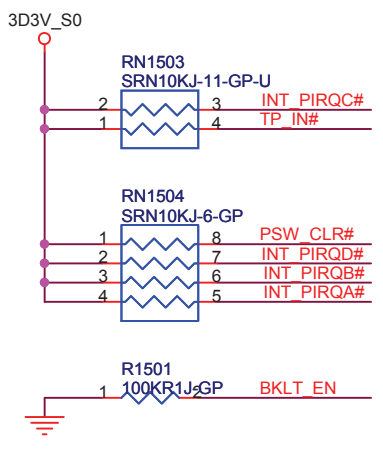 3D3V_S0
RN1503
SRN10KJ-11-GP-U
2 3 INT_PIRQC#
1 4 TP_IN#
RN1504
SRN10KJ-6-GP
1 8 PSW_CLR#
2 7 INT_PIRQD#
3 6 INT_PIRQB#
4 5 INT_PIRQA#
R1501
100KR1J-GP
1 2 BKLT_EN